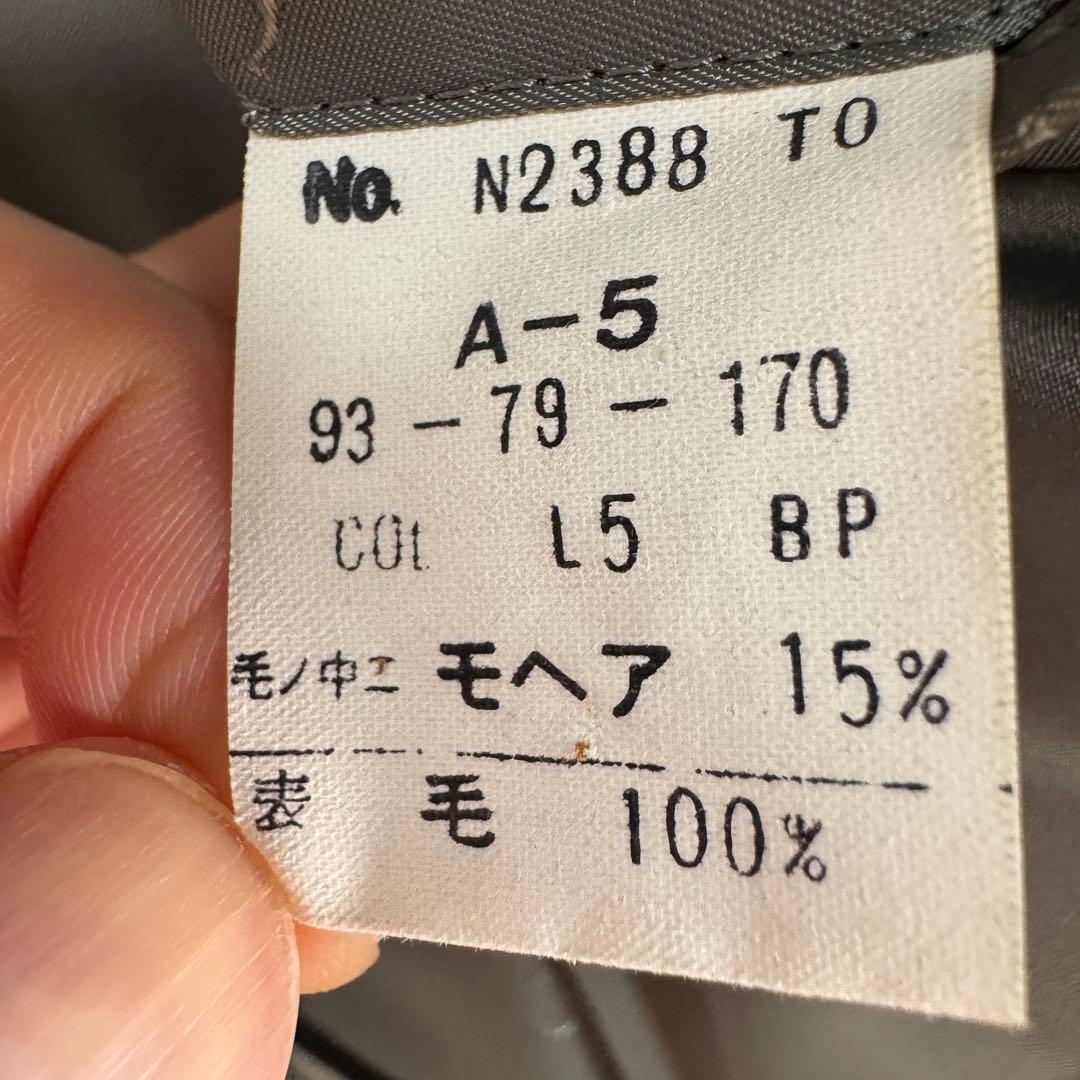 No. N2388 TO
A-5
93 - 79 - 170
COL L5 BP
毛ノ中ニ モヘア 15%
表 毛 100%